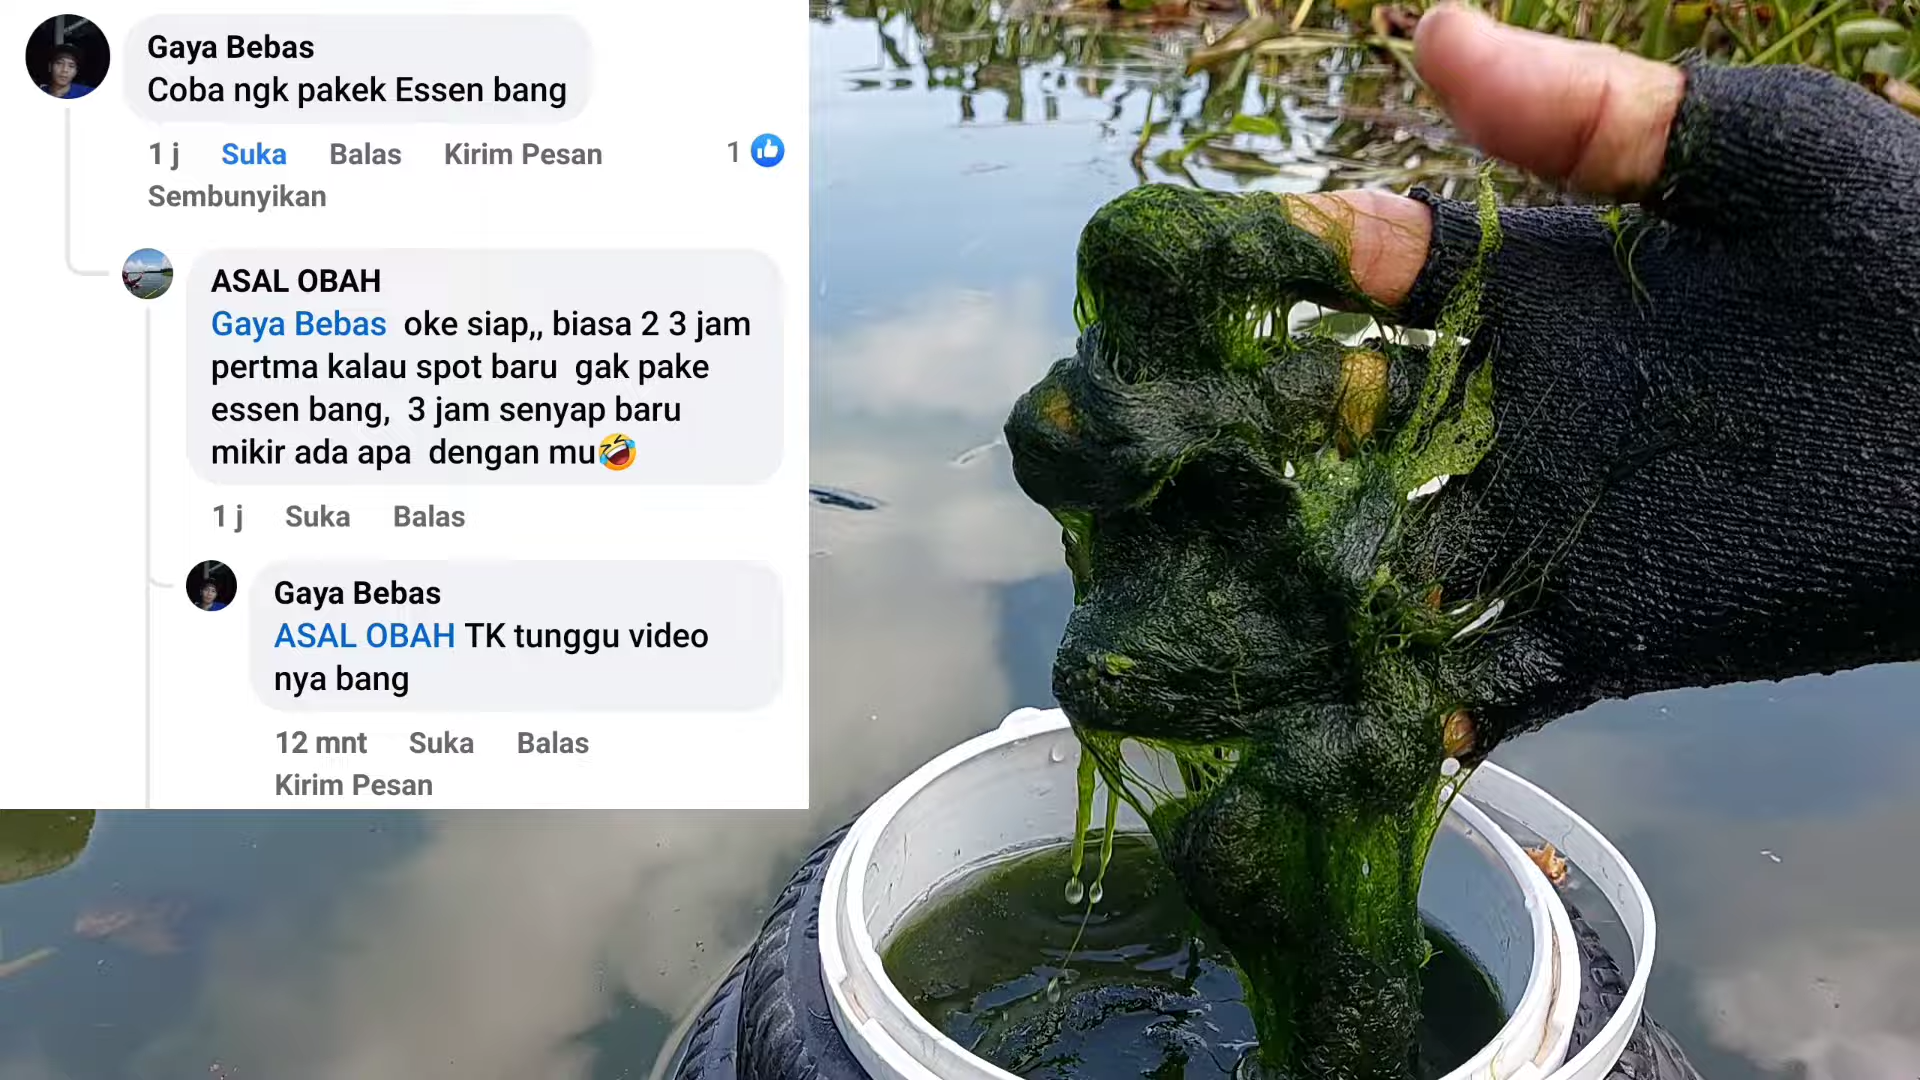 Gaya Bebas
Coba ngk pakek Essen bang
1 j Suka Balas Kirim Pesan 1
Sembunyikan
ASAL OBAH
Gaya Bebas oke siap,, biasa 2 3 jam
pertma kalau spot baru gak pake
essen bang, 3 jam senyap baru
mikir ada apa dengan mu🤣
1 j Suka Balas
Gaya Bebas
ASAL OBAH TK tunggu video
nya bang
12 mnt Suka Balas
Kirim Pesan